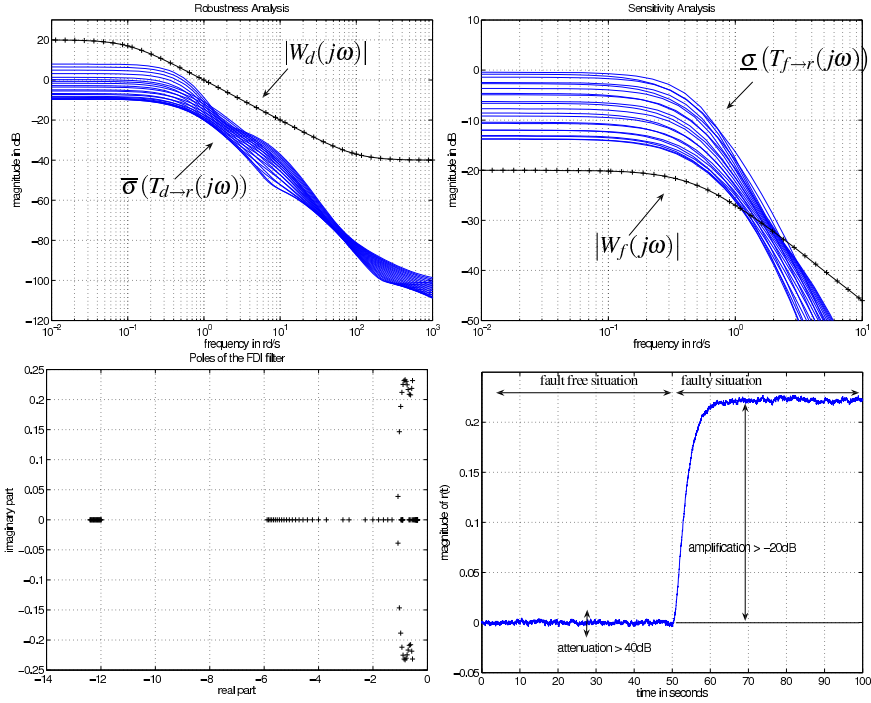 Robustness Analysis
|W_d(jω)|
σ̅ (T_{d→r}(jω))
magnitude in dB
20
0
−20
−40
−60
−80
−100
−120
10^{−2} 10^{−1} 10^0 10^1 10^2 10^3
frequency in rd/s
Sensitivity Analysis
σ̲ (T_{f→r}(jω))
|W_f(jω)|
magnitude in dB
10
0
−10
−20
−30
−40
−50
10^{−2} 10^{−1} 10^0 10^1
frequency in rd/s
Poles of the FDI filter
imaginary part
0.25
0.2
0.15
0.1
0.05
0
−0.05
−0.1
−0.15
−0.2
−0.25
−14 −12 −10 −8 −6 −4 −2 0
real part
fault free situation
faulty situation
amplification > −20dB
attenuation > 40dB
magnitude of r(t)
0.2
0.15
0.1
0.05
0
−0.05
0 10 20 30 40 50 60 70 80 90 100
time in seconds